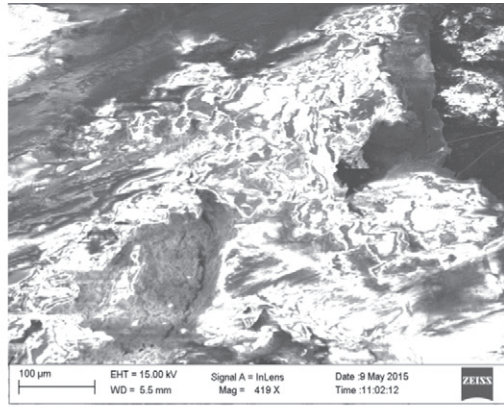 100 µm
EHT = 15.00 kV
Signal A = InLens
Date :9 May 2015
WD = 5.5 mm
Mag = 419 X
Time :11:02:12
ZEISS